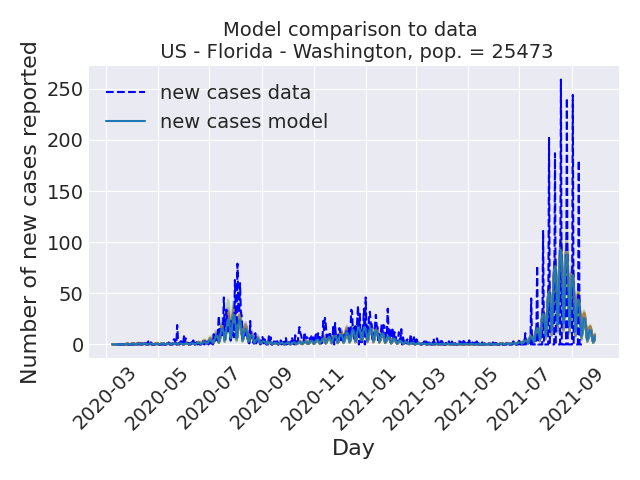 Model comparison to data
US - Florida - Washington, pop. = 25473
new cases data
new cases model
Number of new cases reported
250
200
150
100
50
0
2020-03
2020-05
2020-07
2020-09
2020-11
2021-01
2021-03
2021-05
2021-07
2021-09
Day